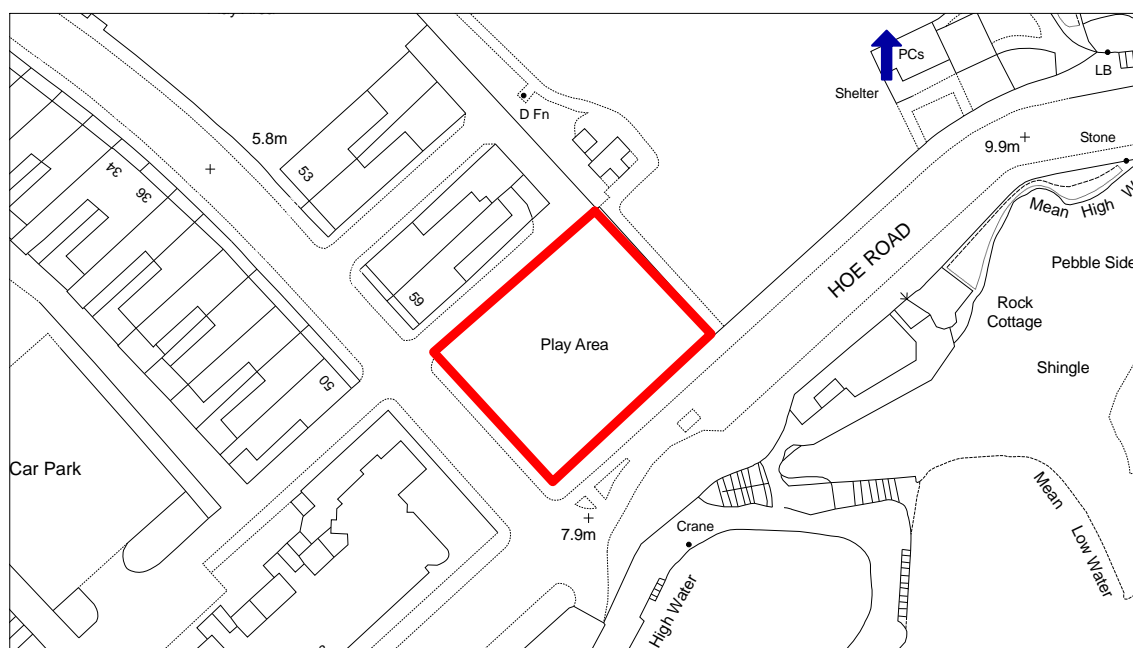 PCs
LB
Shelter
D Fn
5.8m
9.9m
Stone
53
34
36
Mean High W
HOE ROAD
Pebble Side
59
Rock
Cottage
Play Area
Shingle
50
Car Park
Mean Low Water
7.9m
Crane
High Water